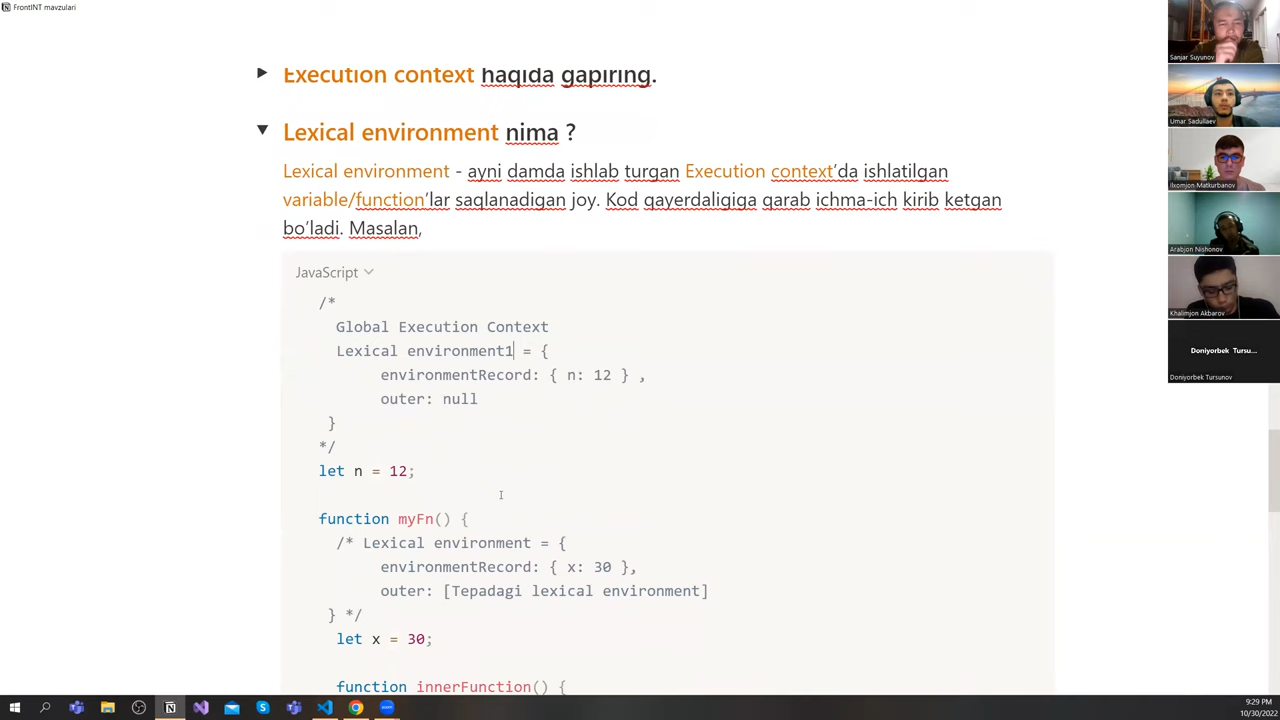 FrontINT mavzulari
Execution context haqida gapiring.
Lexical environment nima ?
Lexical environment - ayni damda ishlab turgan Execution context'da ishlatilgan
variable/function'lar saqlanadigan joy. Kod qayerdaligiga qarab ichma-ich kirib ketgan
bo'ladi. Masalan,
JavaScript
/*
Global Execution Context
Lexical environment1 = {
environmentRecord: { n: 12 } ,
outer: null
}
*/
let n = 12;
function myFn() {
/* Lexical environment = {
environmentRecord: { x: 30 },
outer: [Tepadagi lexical environment]
} */
let x = 30;
function innerFunction() {
Sanjar Suyunov
Umar Sadullaev
Ilxomjon Matkurbanov
Arabjon Nishonov
Khalimjon Akbarov
Doniyorbek Tursu...
Doniyorbek Tursunov
9:29 PM
10/30/2022